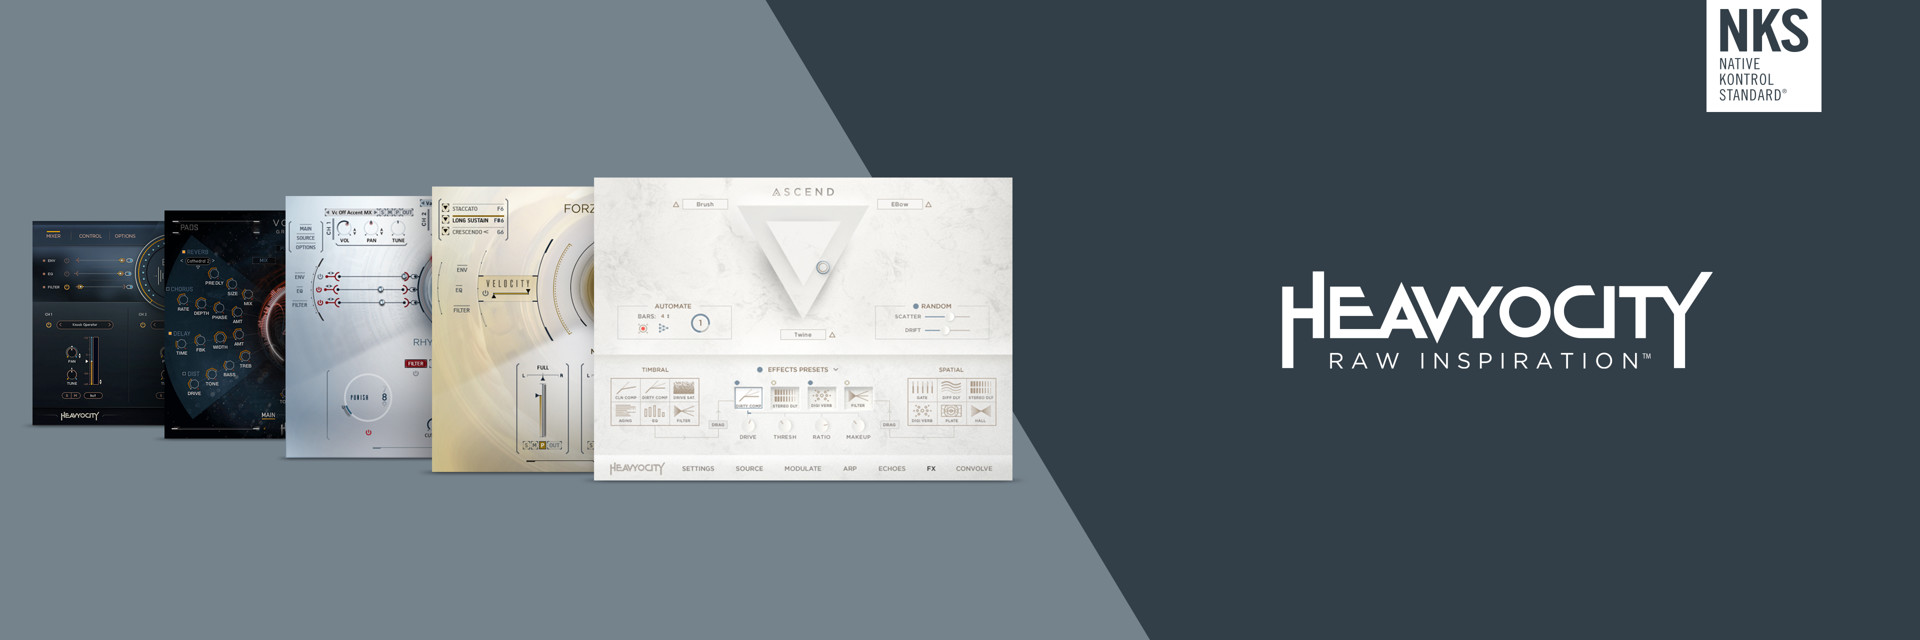 NKS
NATIVE
KONTROL
STANDARD®
HEAVYOCITY
RAW INSPIRATION™
MIXER CONTROL OPTIONS
ENV
EQ
FILTER
CH 1
PAN
TUNE
HEAVYOCITY
PADS
REVERB
Cathedral 2
PREDLY
SIZE
MIX
CHORUS
RATE
DEPTH
PHASE
AMT
DELAY
TIME
FBK
WIDTH
AMT
DIST
DRIVE
TONE
BASS
TREB
MAIN
Vc Off Accent MX S M P OUT
CH 1
CH 2
MAIN
SOURCE
OPTIONS
VOL PAN TUNE
ENV
EQ
FILTER
RHY
FILTER
PUNISH 8
STACCATO F6
LONG SUSTAIN F#6
CRESCENDO < G6
FORZ
ENV
EQ
FILTER
VELOCITY
FULL
L R
S M P OUT
ASCEND
Brush
EBow
Twine
AUTOMATE
BARS: 1
RANDOM
SCATTER
DRIFT
TIMBRAL
CLN COMP DIRTY COMP DRIVE SAT
AGING EQ FILTER
EFFECTS PRESETS
DIRTY COMP STEREO DLY DYN VERB FILTER
DRAG
DRIVE THRESH RATIO MAKEUP
DRAG
SPATIAL
GATE DIFF DLY STEREO DLY
DYN VERB PLATE HALL
HEAVYOCITY SETTINGS SOURCE MODULATE ARP ECHOES FX CONVOLVE